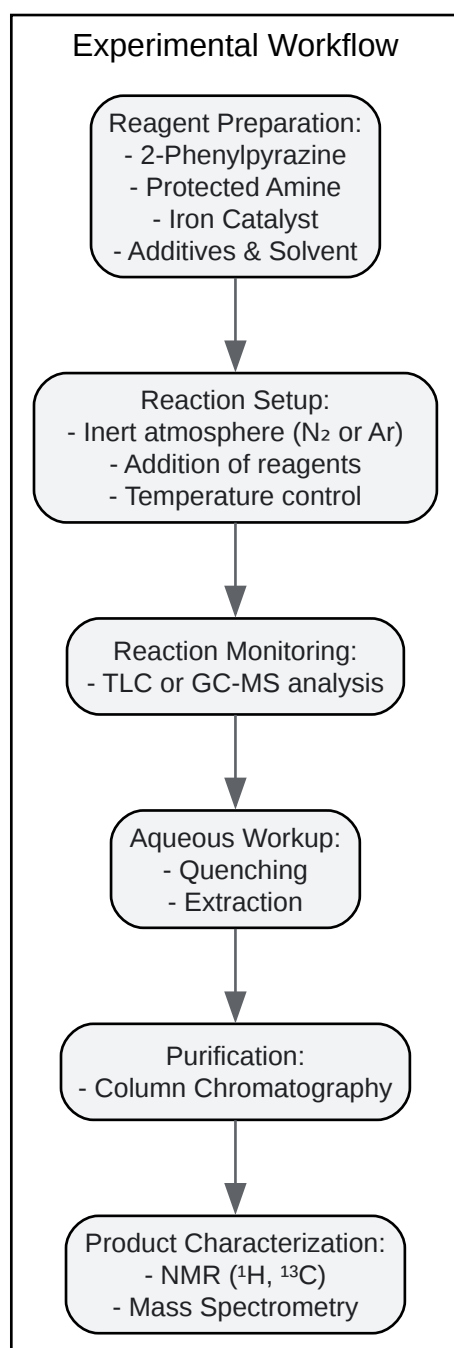 Experimental Workflow
Reagent Preparation:
- 2-Phenylpyrazine
- Protected Amine
- Iron Catalyst
- Additives & Solvent
Reaction Setup:
- Inert atmosphere (N₂ or Ar)
- Addition of reagents
- Temperature control
Reaction Monitoring:
- TLC or GC-MS analysis
Aqueous Workup:
- Quenching
- Extraction
Purification:
- Column Chromatography
Product Characterization:
- NMR (¹H, ¹³C)
- Mass Spectrometry